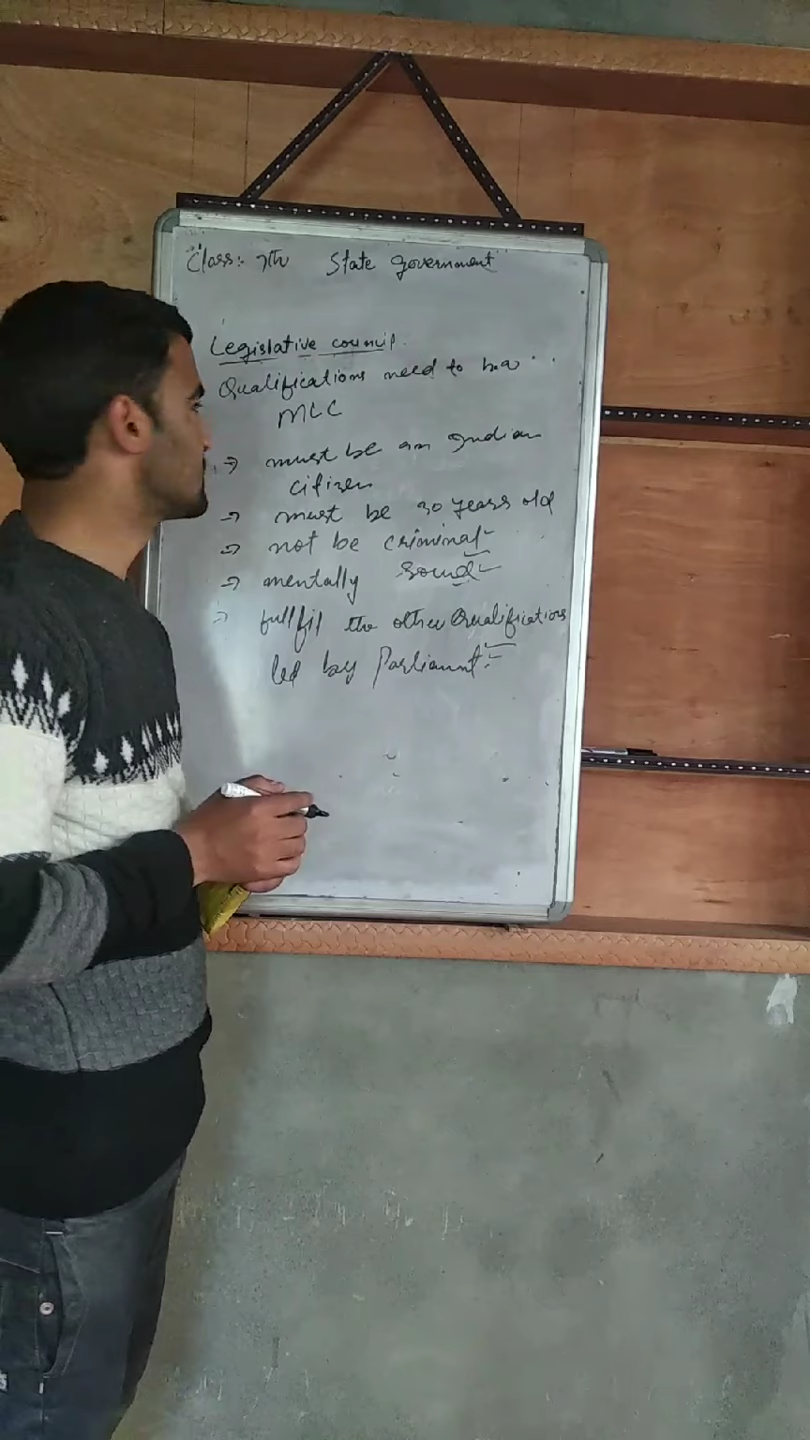 "Class:- 7th State government"
Legislative council.
Qualifications need to be a
MLC
→ must be an Indian
citizen
→ must be 30 years old
→ not be criminal
→ mentally sound
→ fullfil the other Qualifications
led by Parliament.